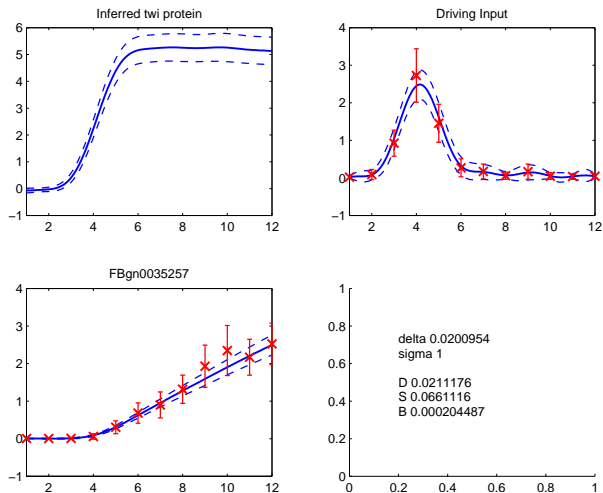 Inferred twi protein
6
5
4
3
2
1
0
−1
2 4 6 8 10 12
Driving Input
4
3
2
1
0
−1
2 4 6 8 10 12
FBgn0035257
4
3
2
1
0
−1
2 4 6 8 10 12
1
0.8
0.6
0.4
0.2
0
0 0.2 0.4 0.6 0.8 1
delta 0.0200954
sigma 1
D 0.0211176
S 0.0661116
B 0.000204487